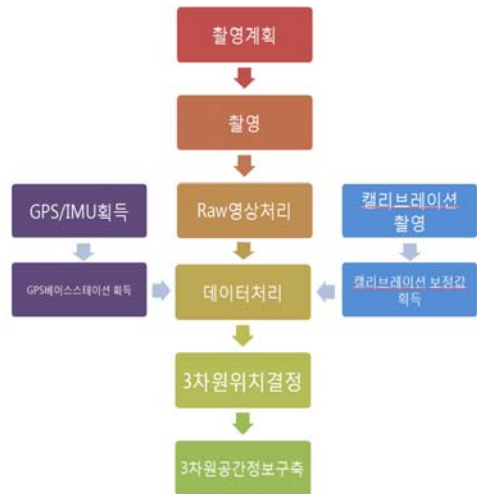 촬영계획
촬영
GPS/IMU획득
Raw영상처리
캘리브레이션
촬영
GPS베이스스테이션 획득
데이터처리
캘리브레이션 보정값
획득
3차원위치결정
3차원공간정보구축